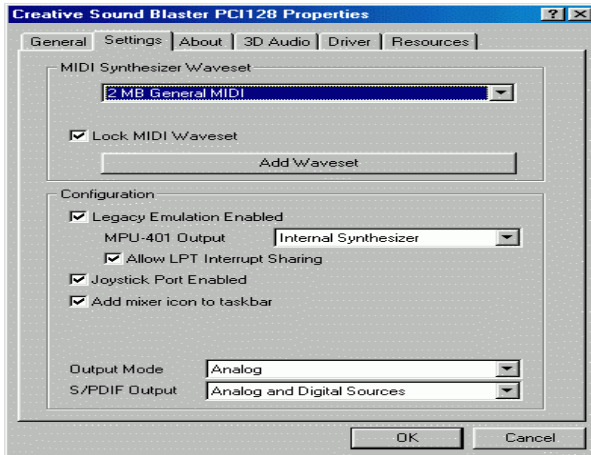 Creative Sound Blaster PCI128 Properties
General Settings About 3D Audio Driver Resources
MIDI Synthesizer Waveset
2 MB General MIDI
Lock MIDI Waveset
Add Waveset
Configuration
Legacy Emulation Enabled
MPU-401 Output Internal Synthesizer
Allow LPT Interrupt Sharing
Joystick Port Enabled
Add mixer icon to taskbar
Output Mode Analog
S/PDIF Output Analog and Digital Sources
OK Cancel